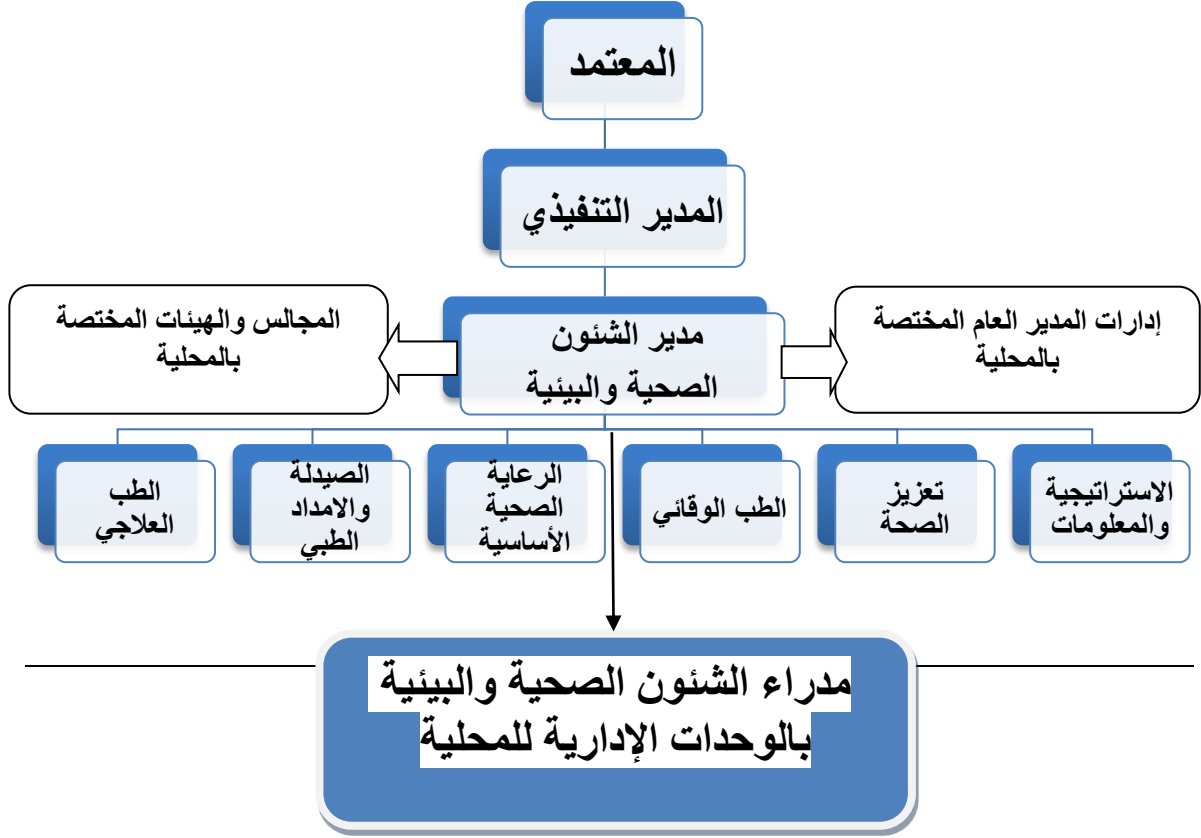 المعتمد
المدير التنفيذي
إدارات المدير العام المختصة
بالمحلية
مدير الشئون
الصحية والبيئية
المجالس والهيئات المختصة
بالمحلية
الاستراتيجية
والمعلومات
تعزيز
الصحة
الطب الوقائي
الرعاية
الصحية
الأساسية
الصيدلة
والامداد
الطبي
الطب
العلاجي
مدراء الشئون الصحية والبيئية
بالوحدات الإدارية للمحلية